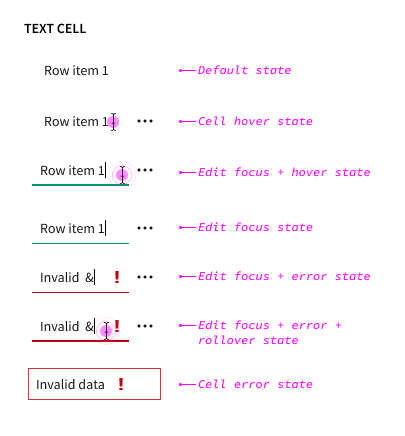 TEXT CELL
Row item 1 Default state
Row item 1 ••• Cell hover state
Row item 1 ••• Edit focus + hover state
Row item 1 ••• Edit focus state
Invalid & ! ••• Edit focus + error state
Invalid & ! ••• Edit focus + error +
rollover state
Invalid data ! Cell error state